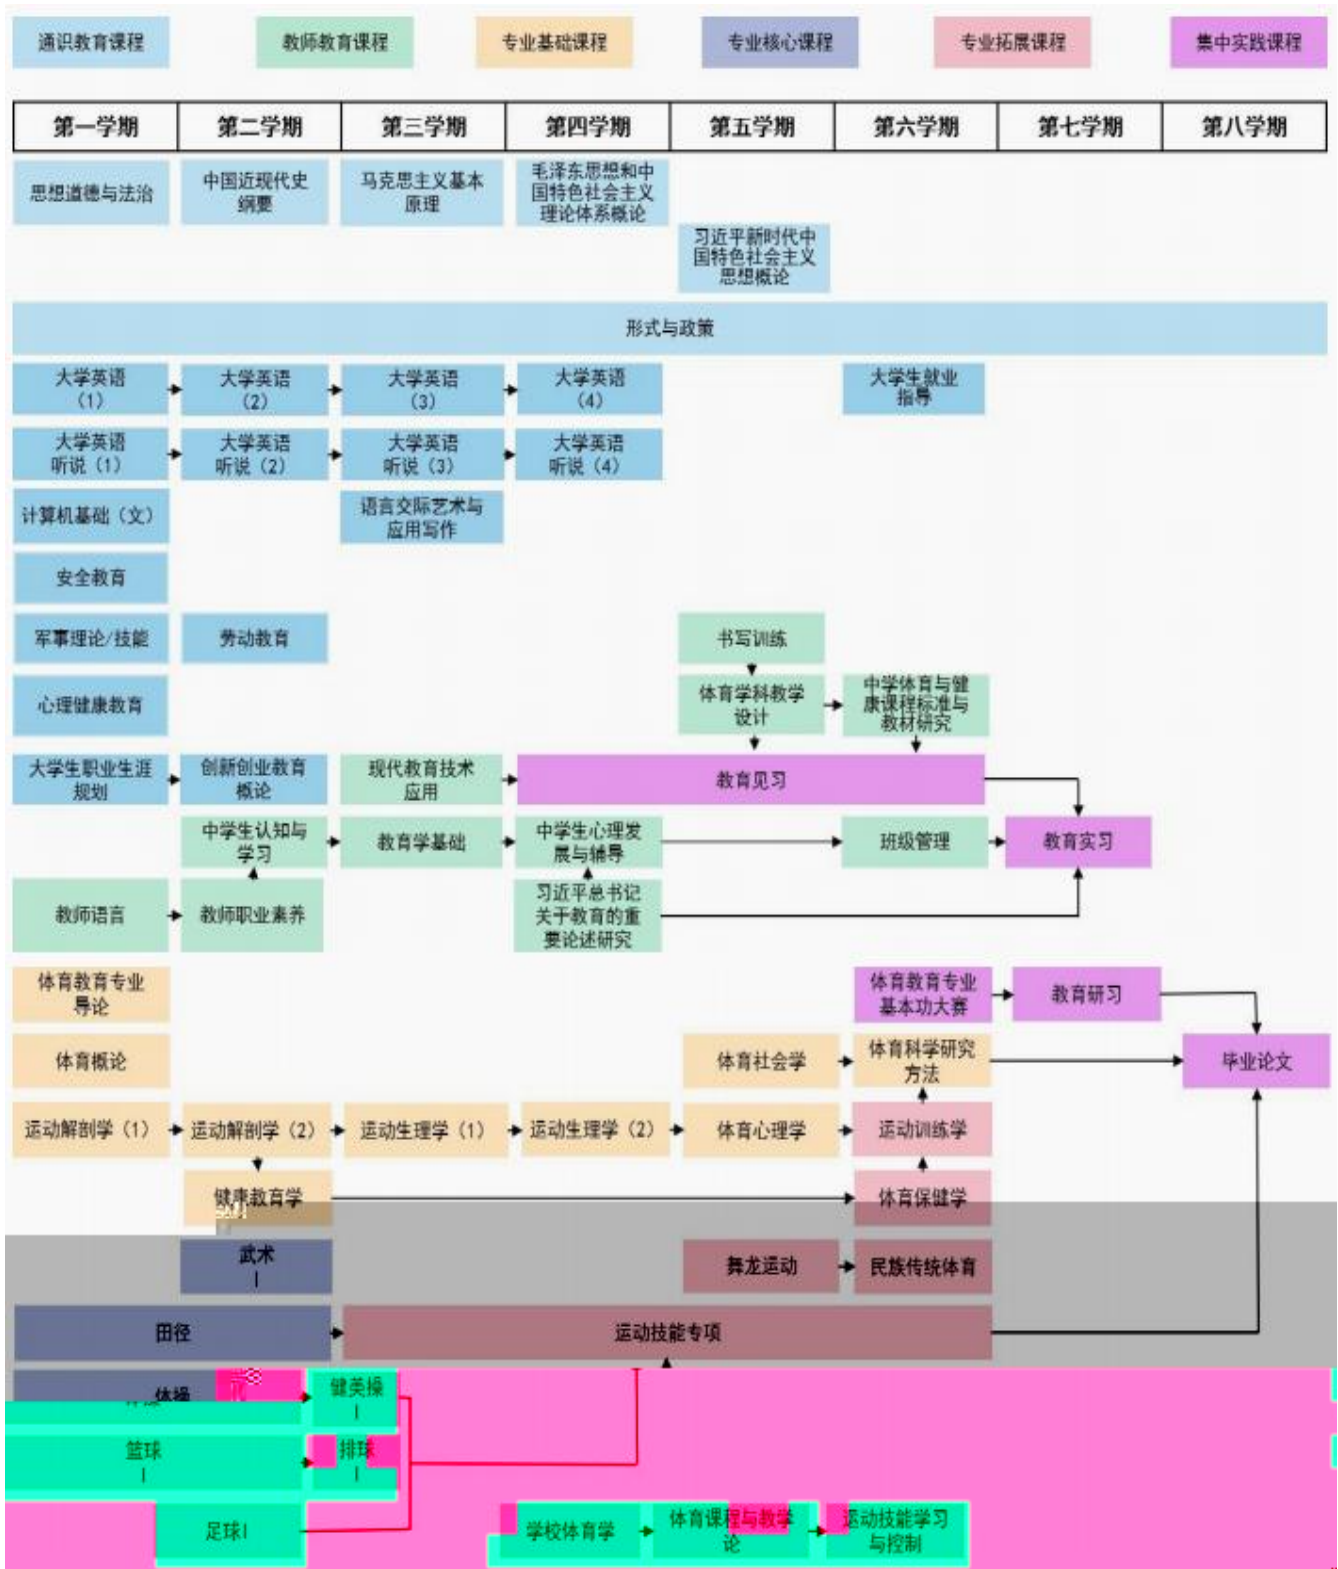 通识教育课程
教师教育课程
专业基础课程
专业核心课程
专业拓展课程
集中实践课程
第一学期
第二学期
第三学期
第四学期
第五学期
第六学期
第七学期
第八学期
思想道德与法治
中国近现代史
纲要
马克思主义基本
原理
毛泽东思想和中
国特色社会主义
理论体系概论
习近平新时代中
国特色社会主义
思想概论
形式与政策
大学英语
（1）
大学英语
（2）
大学英语
（3）
大学英语
（4）
大学生就业
指导
大学英语
听说（1）
大学英语
听说（2）
大学英语
听说（3）
大学英语
听说（4）
计算机基础（文）
语言交际艺术与
应用写作
安全教育
军事理论/技能
劳动教育
书写训练
心理健康教育
体育学科教学
设计
中学体育与健
康课程标准与
教材研究
大学生职业生涯
规划
创新创业教育
概论
现代教育技术
应用
教育见习
中学生认知与
学习
教育学基础
中学生心理发
展与辅导
班级管理
教育实习
教师语言
教师职业素养
习近平总书记
关于教育的重
要论述研究
体育教育专业
导论
体育教育专业
基本功大赛
教育研习
体育概论
体育社会学
体育科学研究
方法
毕业论文
运动解剖学（1）
运动解剖学（2）
运动生理学（1）
运动生理学（2）
体育心理学
运动训练学
健康教育学
体育保健学
武术
I
舞龙运动
民族传统体育
田径
运动技能专项
体操
健美操
I
篮球
I
排球
I
足球I
学校体育学
体育课程与教学
论
运动技能学习
与控制